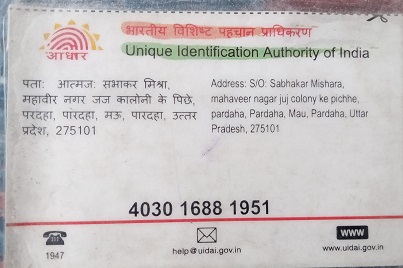 भारतीय विशिष्ट पहचान प्राधिकरण
आधार
Unique Identification Authority of India
पताः आत्मजः सभाकर मिश्रा,
महावीर नगर जज कालोनी के पिछे,
परदहा, पारदहा, मऊ, पारदहा, उत्तर
प्रदेश, 275101
Address: S/O: Sabhakar Mishara,
mahaveer nagar juj colony ke pichhe,
pardaha, Pardaha, Mau, Pardaha, Uttar
Pradesh, 275101
4030 1688 1951
1947
help@uidai.gov.in
www
www.uidai.gov.in